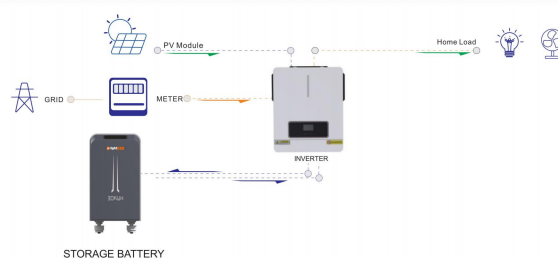 PV Module
Home Load
GRID
METER
INVERTER
STORAGE BATTERY